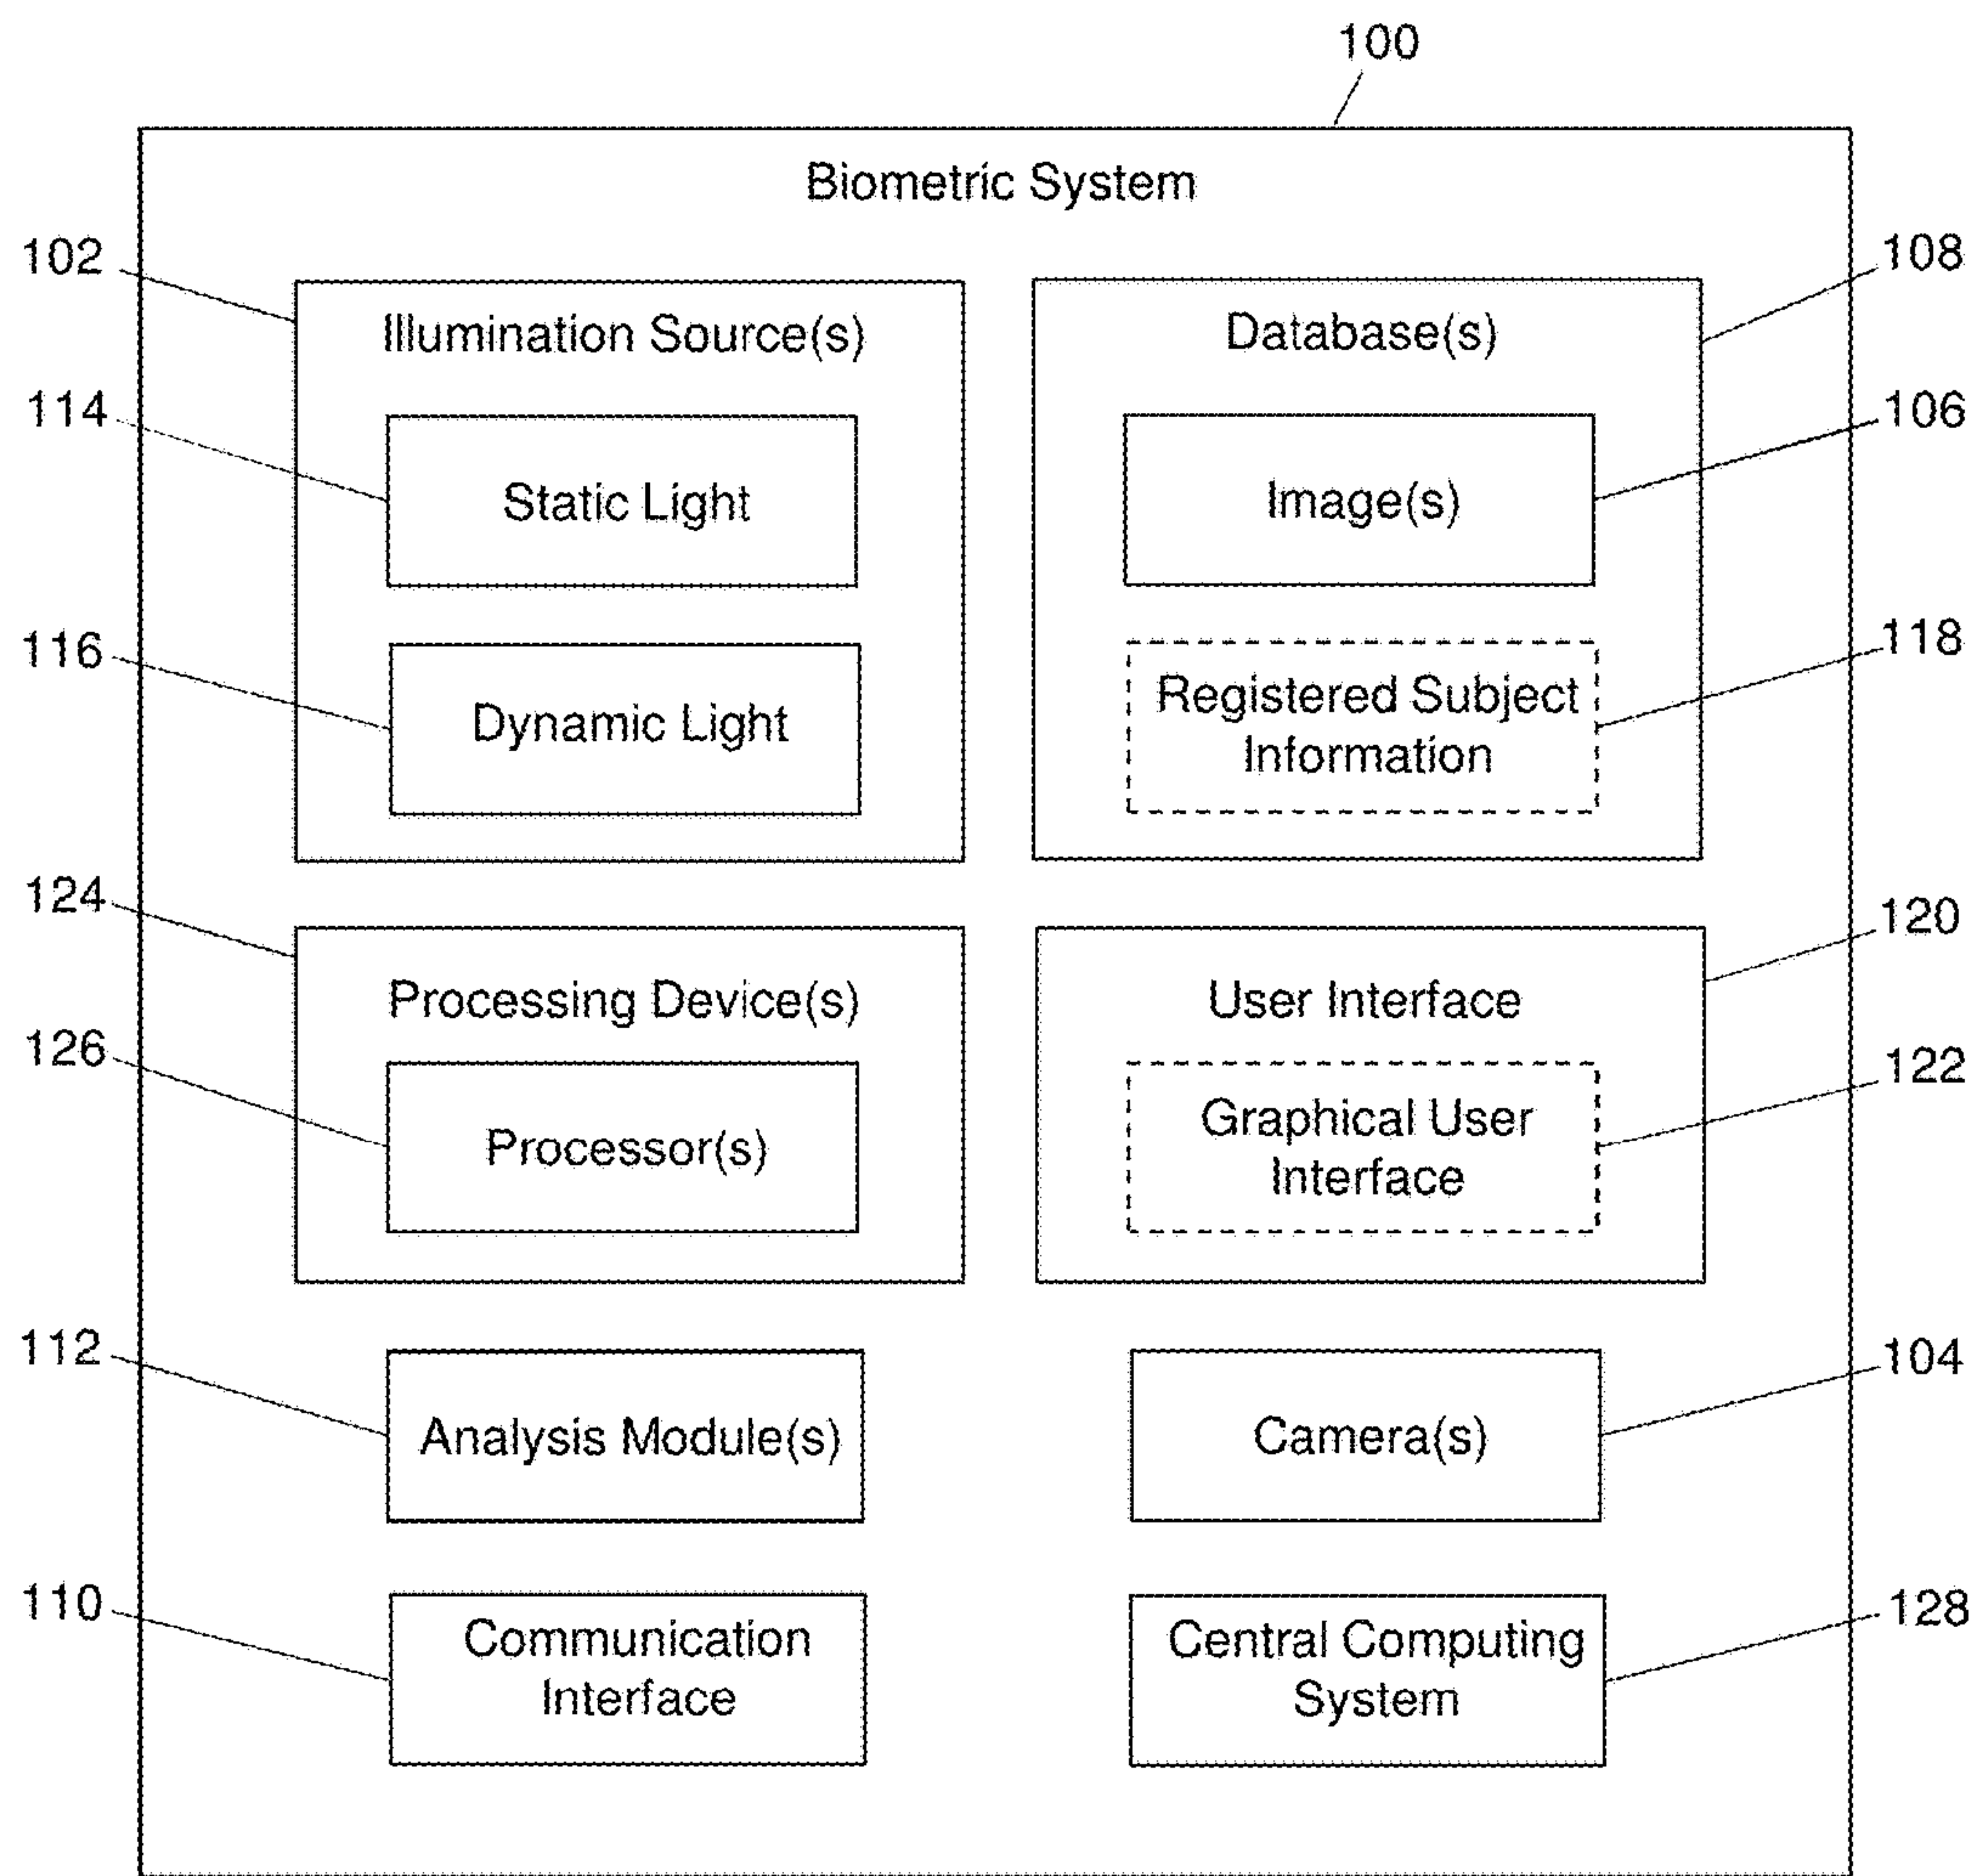 100
Biometric System
102
Illumination Source(s)
114
Static Light
116
Dynamic Light
108
Database(s)
106
Image(s)
118
Registered Subject
Information
124
Processing Device(s)
126
Processor(s)
120
User Interface
122
Graphical User
Interface
112
Analysis Module(s)
104
Camera(s)
110
Communication
Interface
128
Central Computing
System